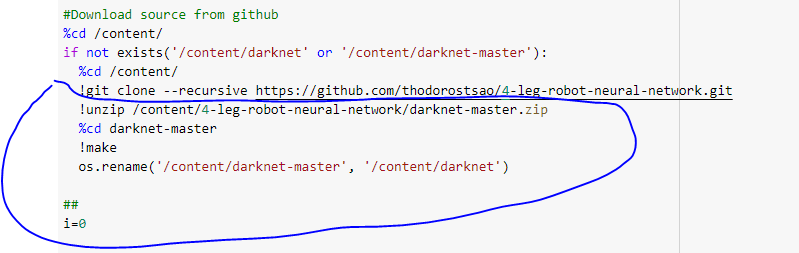 #Download source from github
%cd /content/
if not exists('/content/darknet' or '/content/darknet-master'):
%cd /content/
!git clone --recursive https://github.com/thodorostsao/4-leg-robot-neural-network.git
!unzip /content/4-leg-robot-neural-network/darknet-master.zip
%cd darknet-master
!make
os.rename('/content/darknet-master', '/content/darknet')
##
i=0